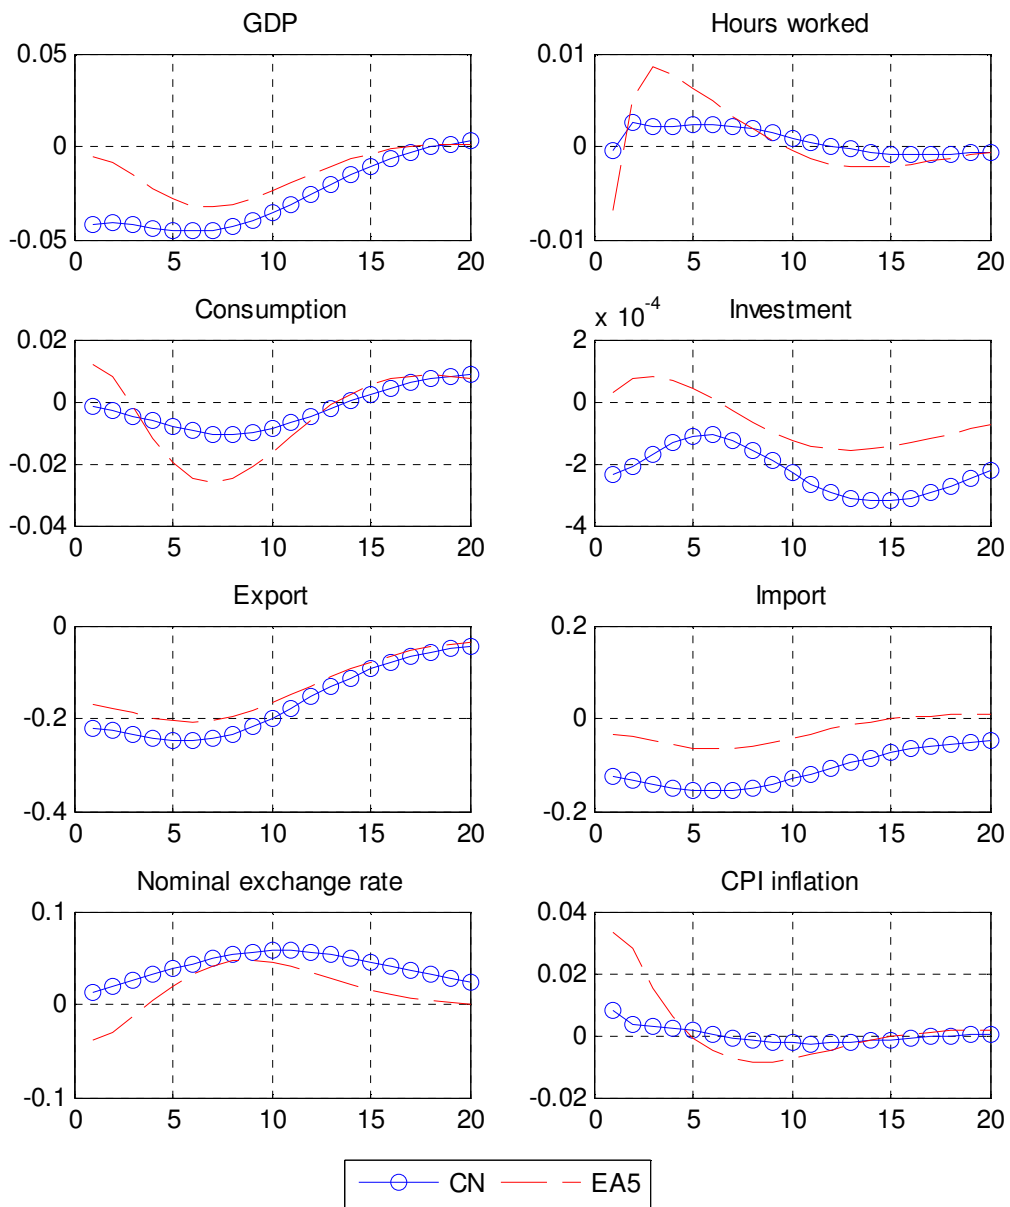 GDP
Hours worked
0.05
0
-0.05
0 5 10 15 20
0.01
0
-0.01
0 5 10 15 20
Consumption
x 10-4
Investment
0.02
0
-0.02
-0.04
0 5 10 15 20
2
0
-2
-4
0 5 10 15 20
Export
Import
0
-0.2
-0.4
0 5 10 15 20
0.2
0
-0.2
0 5 10 15 20
Nominal exchange rate
CPI inflation
0.1
0
-0.1
0 5 10 15 20
0.04
0.02
0
-0.02
0 5 10 15 20
CN EA5